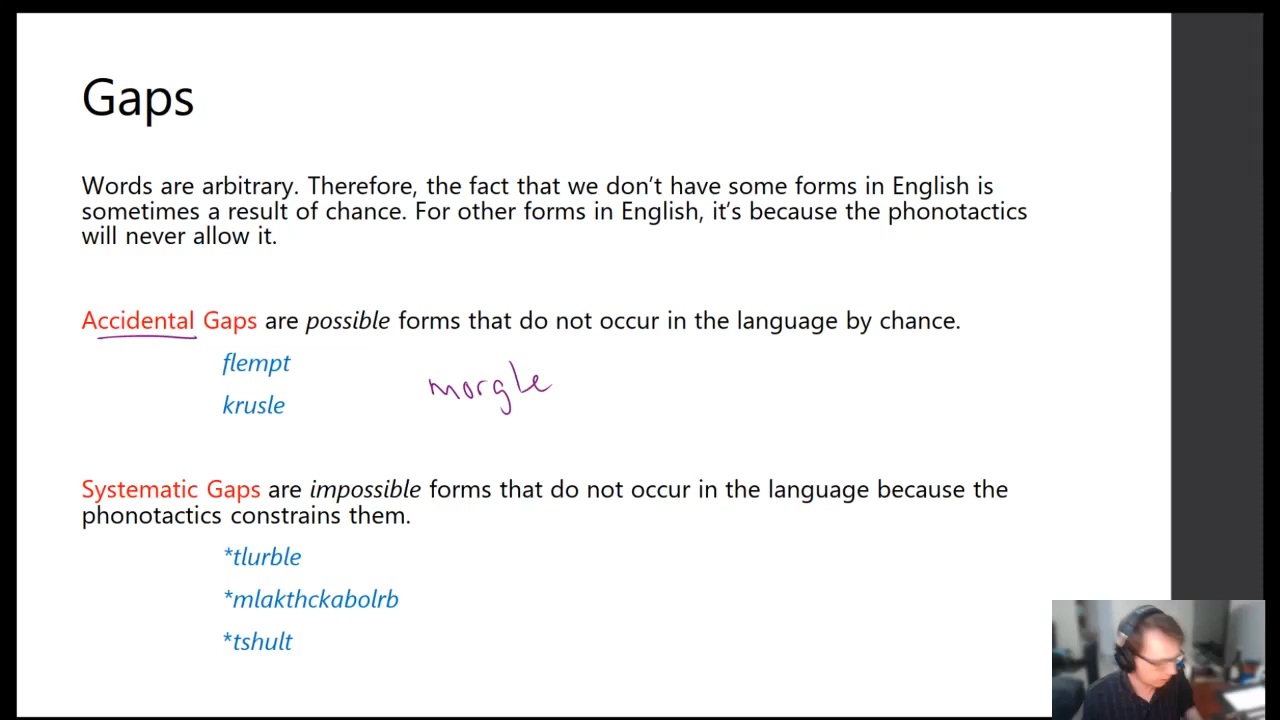 Gaps
Words are arbitrary. Therefore, the fact that we don't have some forms in English is
sometimes a result of chance. For other forms in English, it's because the phonotactics
will never allow it.
Accidental Gaps are possible forms that do not occur in the language by chance.
flempt
morgle
krusle
Systematic Gaps are impossible forms that do not occur in the language because the
phonotactics constrains them.
*tlurble
*mlakthckabolrb
*tshult